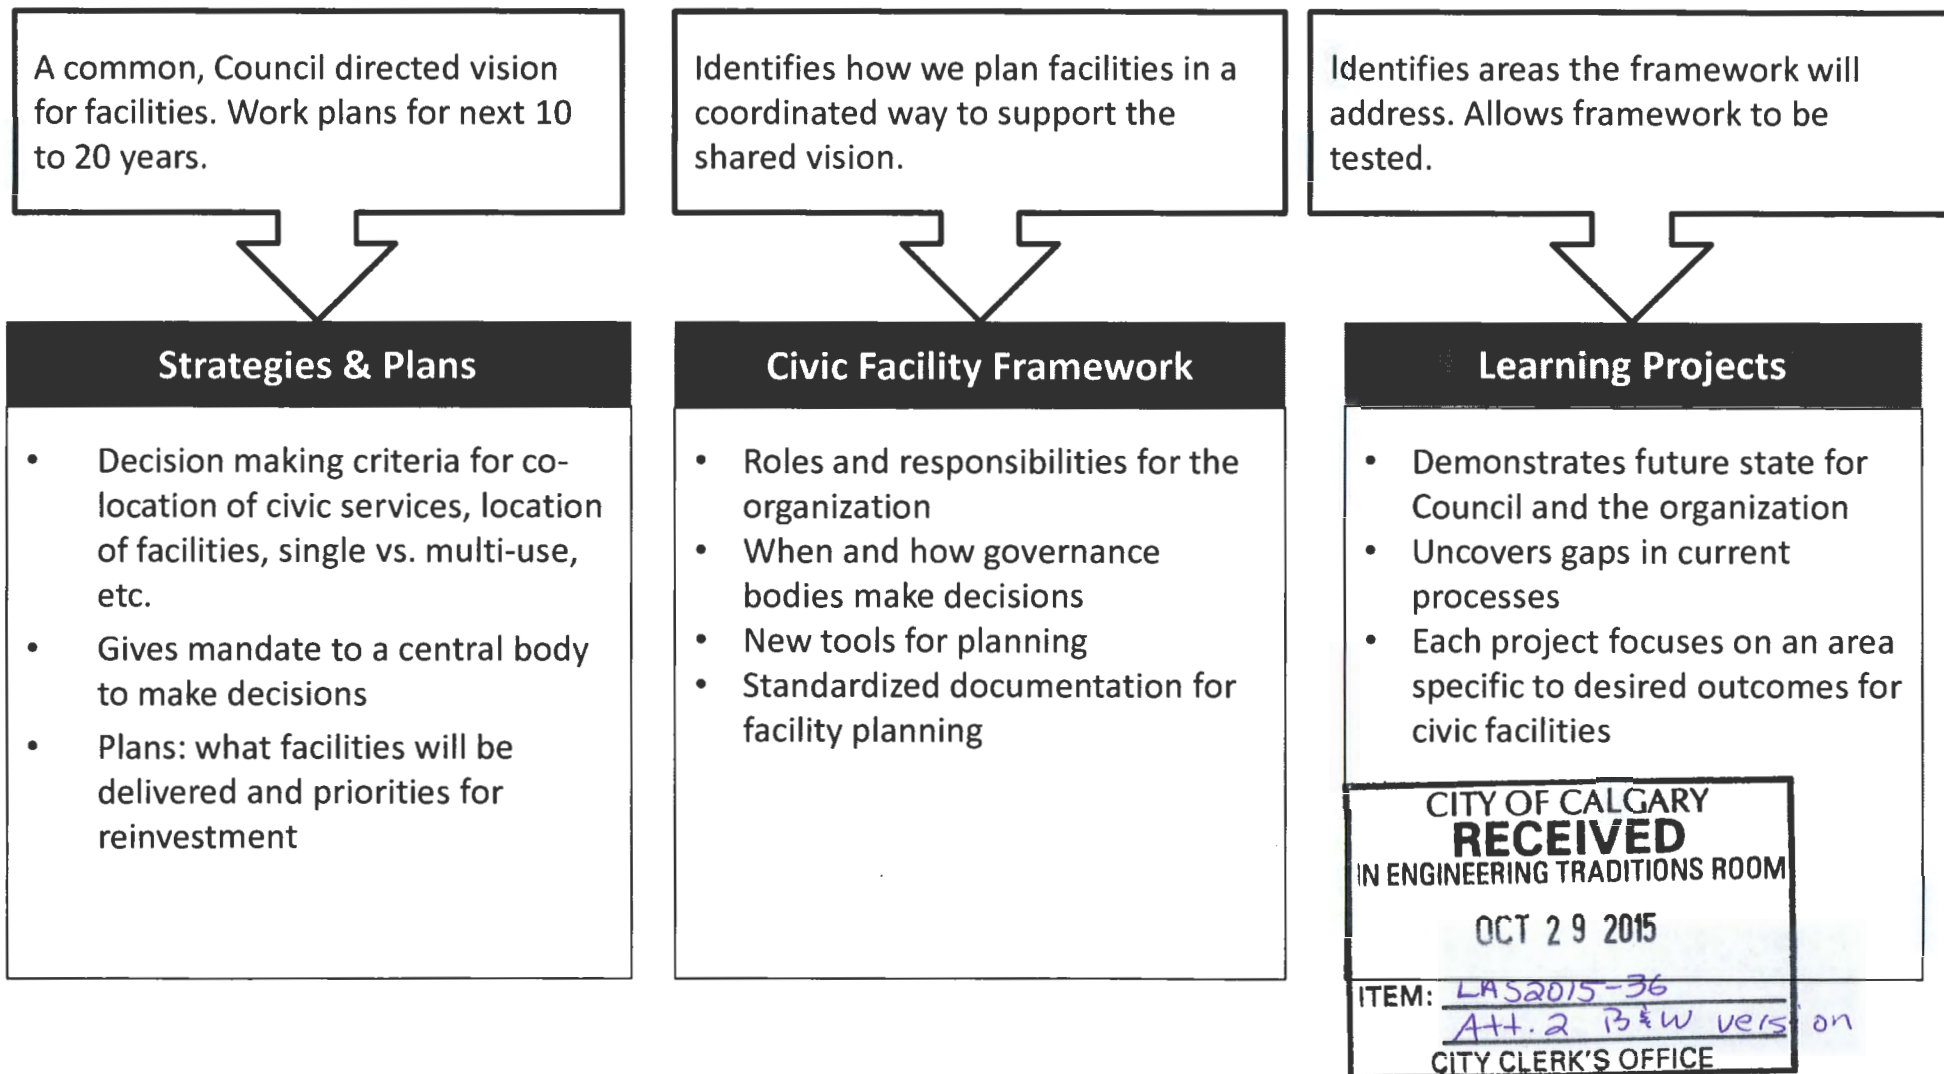 A common, Council directed vision
for facilities. Work plans for next 10
to 20 years.
Identifies how we plan facilities in a
coordinated way to support the
shared vision.
Identifies areas the framework will
address. Allows framework to be
tested.
Strategies & Plans
• Decision making criteria for co-
location of civic services, location
of facilities, single vs. multi-use,
etc.
• Gives mandate to a central body
to make decisions
• Plans: what facilities will be
delivered and priorities for
reinvestment
Civic Facility Framework
• Roles and responsibilities for the
organization
• When and how governance
bodies make decisions
• New tools for planning
• Standardized documentation for
facility planning
Learning Projects
• Demonstrates future state for
Council and the organization
• Uncovers gaps in current
processes
• Each project focuses on an area
specific to desired outcomes for
civic facilities
CITY OF CALGARY
RECEIVED
IN ENGINEERING TRADITIONS ROOM
OCT 29 2015
ITEM: LAS2015-36
Att. 2 B&W version
CITY CLERK'S OFFICE